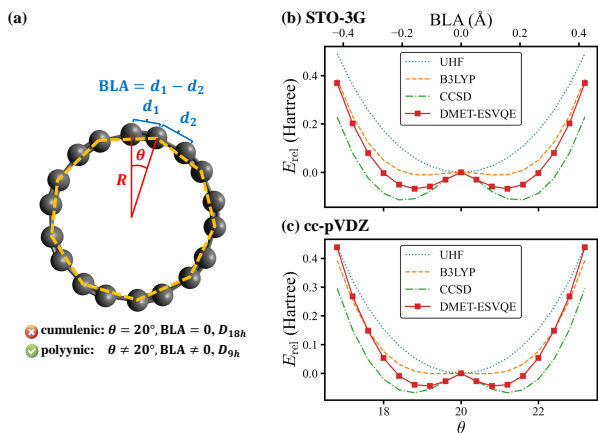 (a)
BLA = d₁ − d₂
d₁
d₂
θ
R
cumulenic: θ = 20°, BLA = 0, D₁₈ₕ
polyynic: θ ≠ 20°, BLA ≠ 0, D₉ₕ
(b) STO-3G
BLA (Å)
−0.4 −0.2 0.0 0.2 0.4
UHF
B3LYP
CCSD
DMET-ESVQE
0.4
0.2
0.0
E_rel (Hartree)
(c) cc-pVDZ
UHF
B3LYP
CCSD
DMET-ESVQE
0.4
0.3
0.2
0.1
0.0
E_rel (Hartree)
18 20 22
θ